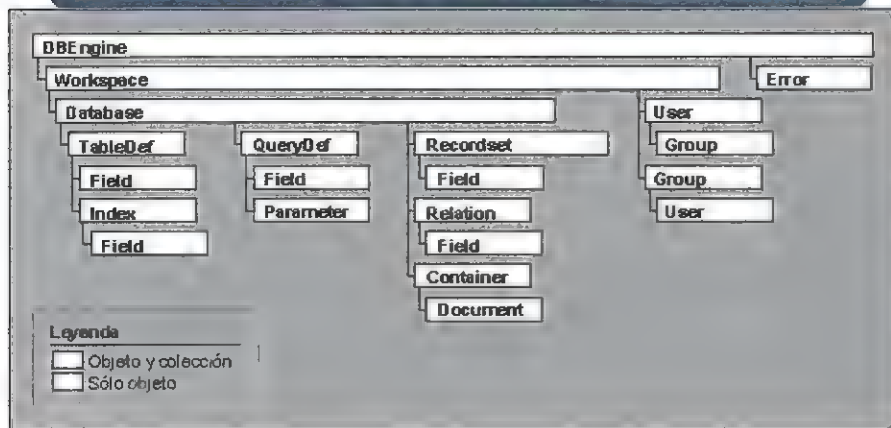 DBEngine
Workspace
Error
Database
User
TableDef
QueryDef
Recordset
Group
Field
Field
Field
Group
Index
Parameter
Relation
User
Field
Field
Container
Document
Leyenda
Objeto y colección
Sólo objeto